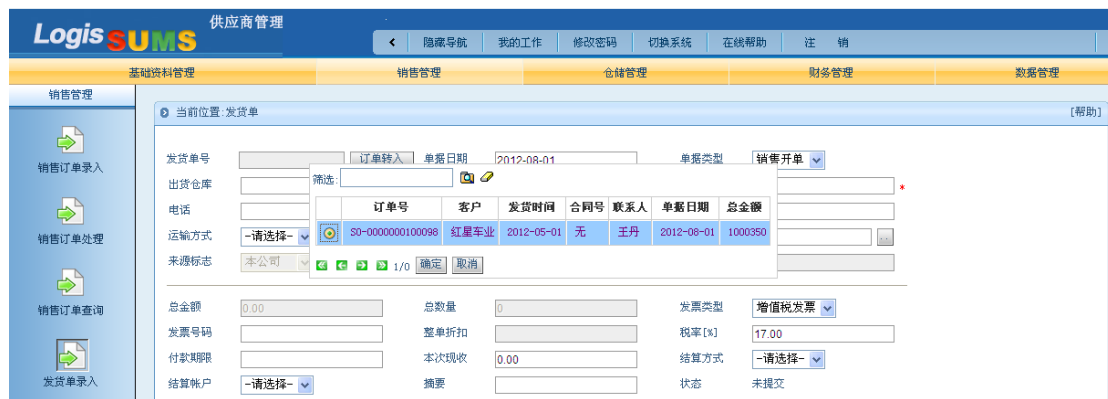 Logis SUMS 供应商管理
隐藏导航 我的工作 修改密码 切换系统 在线帮助 注 销
基础资料管理 销售管理 仓储管理 财务管理 数据管理
销售管理
当前位置:发货单 [帮助]
销售订单录入
销售订单处理
销售订单查询
发货单录入
发货单号 订单转入 单据日期 2012-08-01 单据类型 销售开单
出货仓库 *
电话
运输方式 -请选择- ...
来源标志 本公司
筛选:
订单号 客户 发货时间 合同号 联系人 单据日期 总金额
SO-0000000100098 红星车业 2012-05-01 无 王丹 2012-08-01 1000350
1/0 确定 取消
总金额 0.00 总数量 0 发票类型 增值税发票
发票号码 整单折扣 税率[%] 17.00
付款期限 本次现收 0.00 结算方式 -请选择-
结算帐户 -请选择- 摘要 状态 未提交